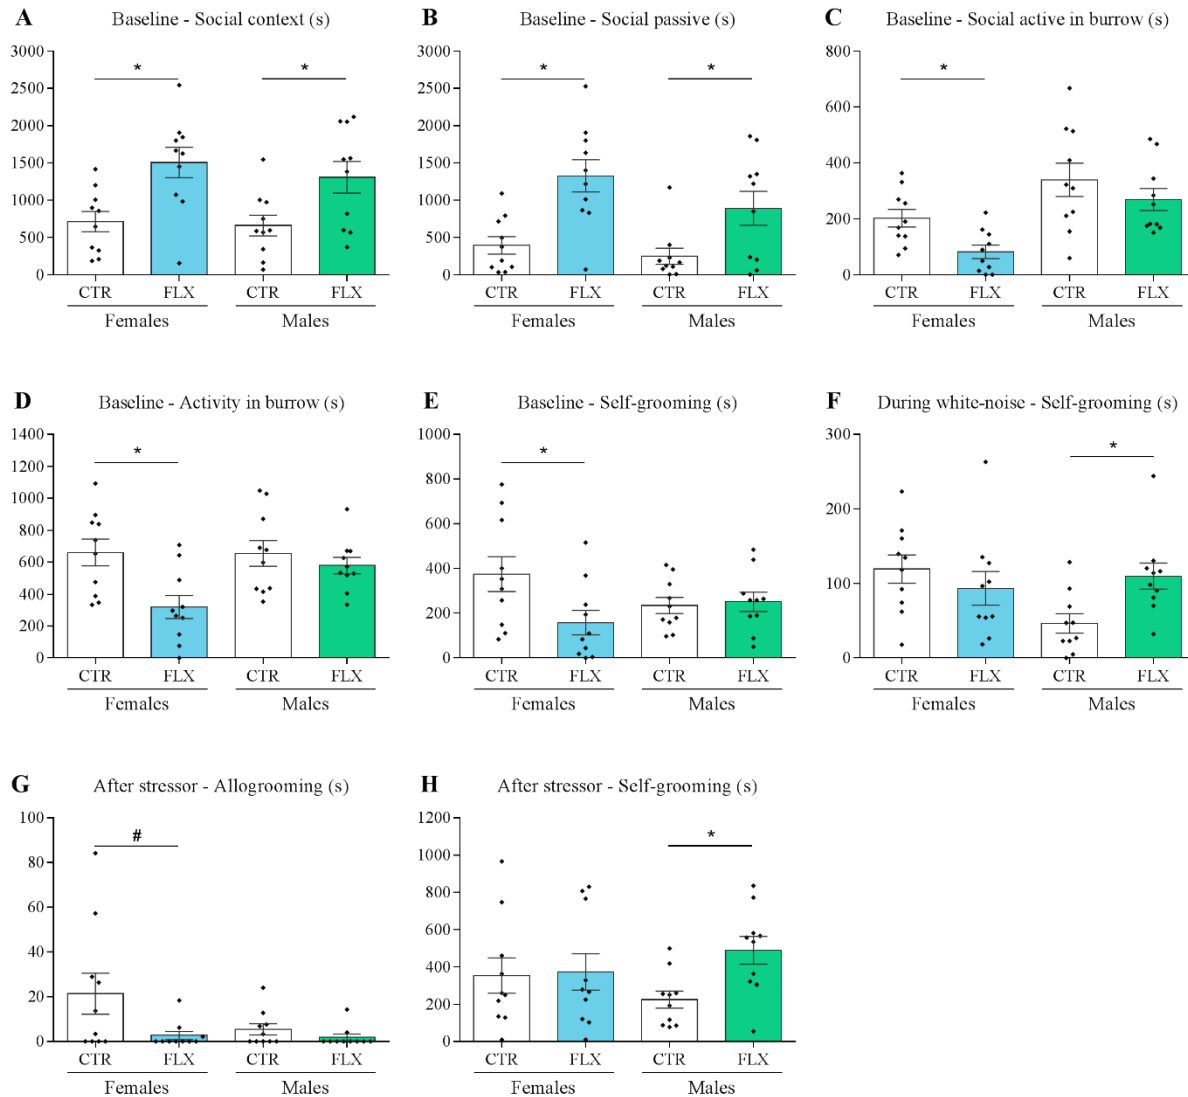 A Baseline - Social context (s)
3000
2500
2000
1500
1000
500
0
* *
CTR FLX CTR FLX
Females Males
B Baseline - Social passive (s)
3000
2500
2000
1500
1000
500
0
* *
CTR FLX CTR FLX
Females Males
C Baseline - Social active in burrow (s)
800
600
400
200
0
*
CTR FLX CTR FLX
Females Males
D Baseline - Activity in burrow (s)
1400
1200
1000
800
600
400
200
0
*
CTR FLX CTR FLX
Females Males
E Baseline - Self-grooming (s)
1000
800
600
400
200
0
*
CTR FLX CTR FLX
Females Males
F During white-noise - Self-grooming (s)
300
200
100
0
*
CTR FLX CTR FLX
Females Males
G After stressor - Allogrooming (s)
100
80
60
40
20
0
#
CTR FLX CTR FLX
Females Males
H After stressor - Self-grooming (s)
1200
1000
800
600
400
200
0
*
CTR FLX CTR FLX
Females Males